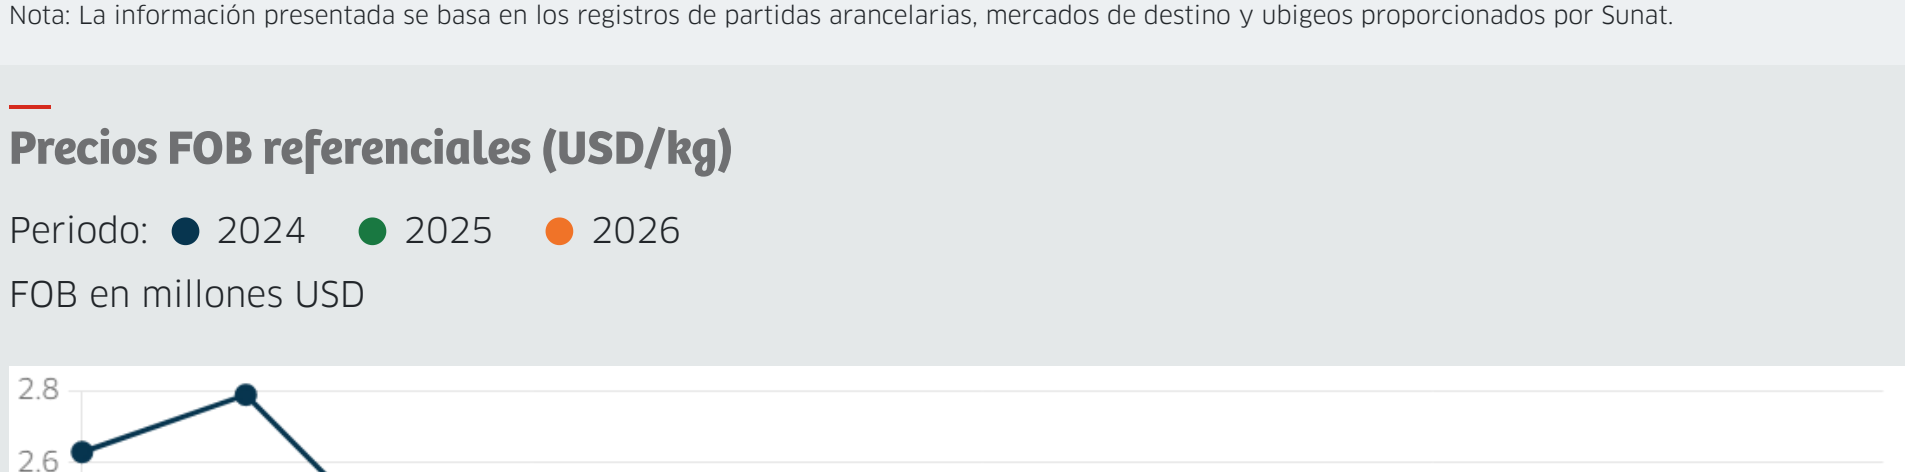 Nota: La información presentada se basa en los registros de partidas arancelarias, mercados de destino y ubigeos proporcionados por Sunat.
Precios FOB referenciales (USD/kg)
Periodo: 2024 2025 2026
FOB en millones USD
2.8
2.6